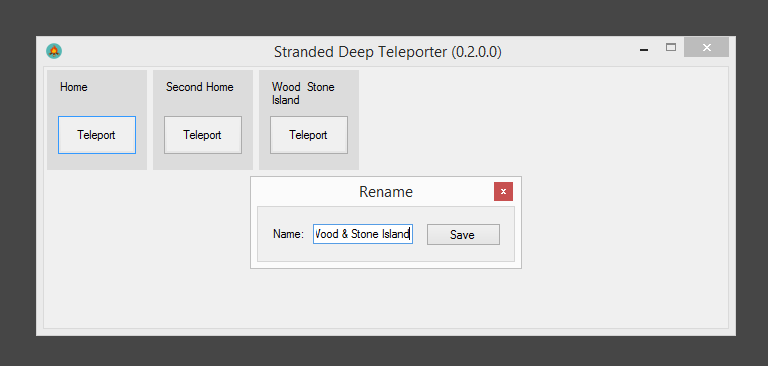 Stranded Deep Teleporter (0.2.0.0)
Home
Second Home
Wood  Stone
Island
Teleport
Teleport
Teleport
Rename
x
Name:
Wood & Stone Island
Save